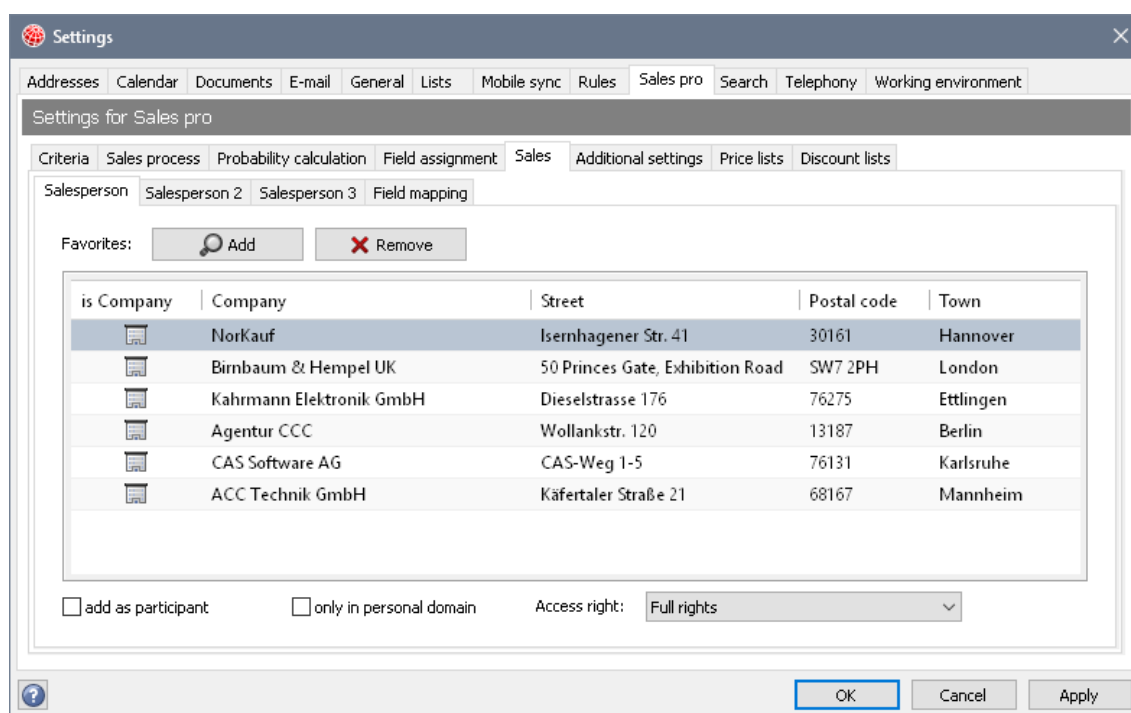 Settings
Addresses Calendar Documents E-mail General Lists Mobile sync Rules Sales pro Search Telephony Working environment
Settings for Sales pro
Criteria Sales process Probability calculation Field assignment Sales Additional settings Price lists Discount lists
Salesperson Salesperson 2 Salesperson 3 Field mapping
Favorites: Add Remove
is Company Company Street Postal code Town
NorKauf Isernhagener Str. 41 30161 Hannover
Birnbaum & Hempel UK 50 Princes Gate, Exhibition Road SW7 2PH London
Kahrmann Elektronik GmbH Dieselstrasse 176 76275 Ettlingen
Agentur CCC Wollankstr. 120 13187 Berlin
CAS Software AG CAS-Weg 1-5 76131 Karlsruhe
ACC Technik GmbH Käfertaler Straße 21 68167 Mannheim
add as participant only in personal domain Access right: Full rights
? OK Cancel Apply